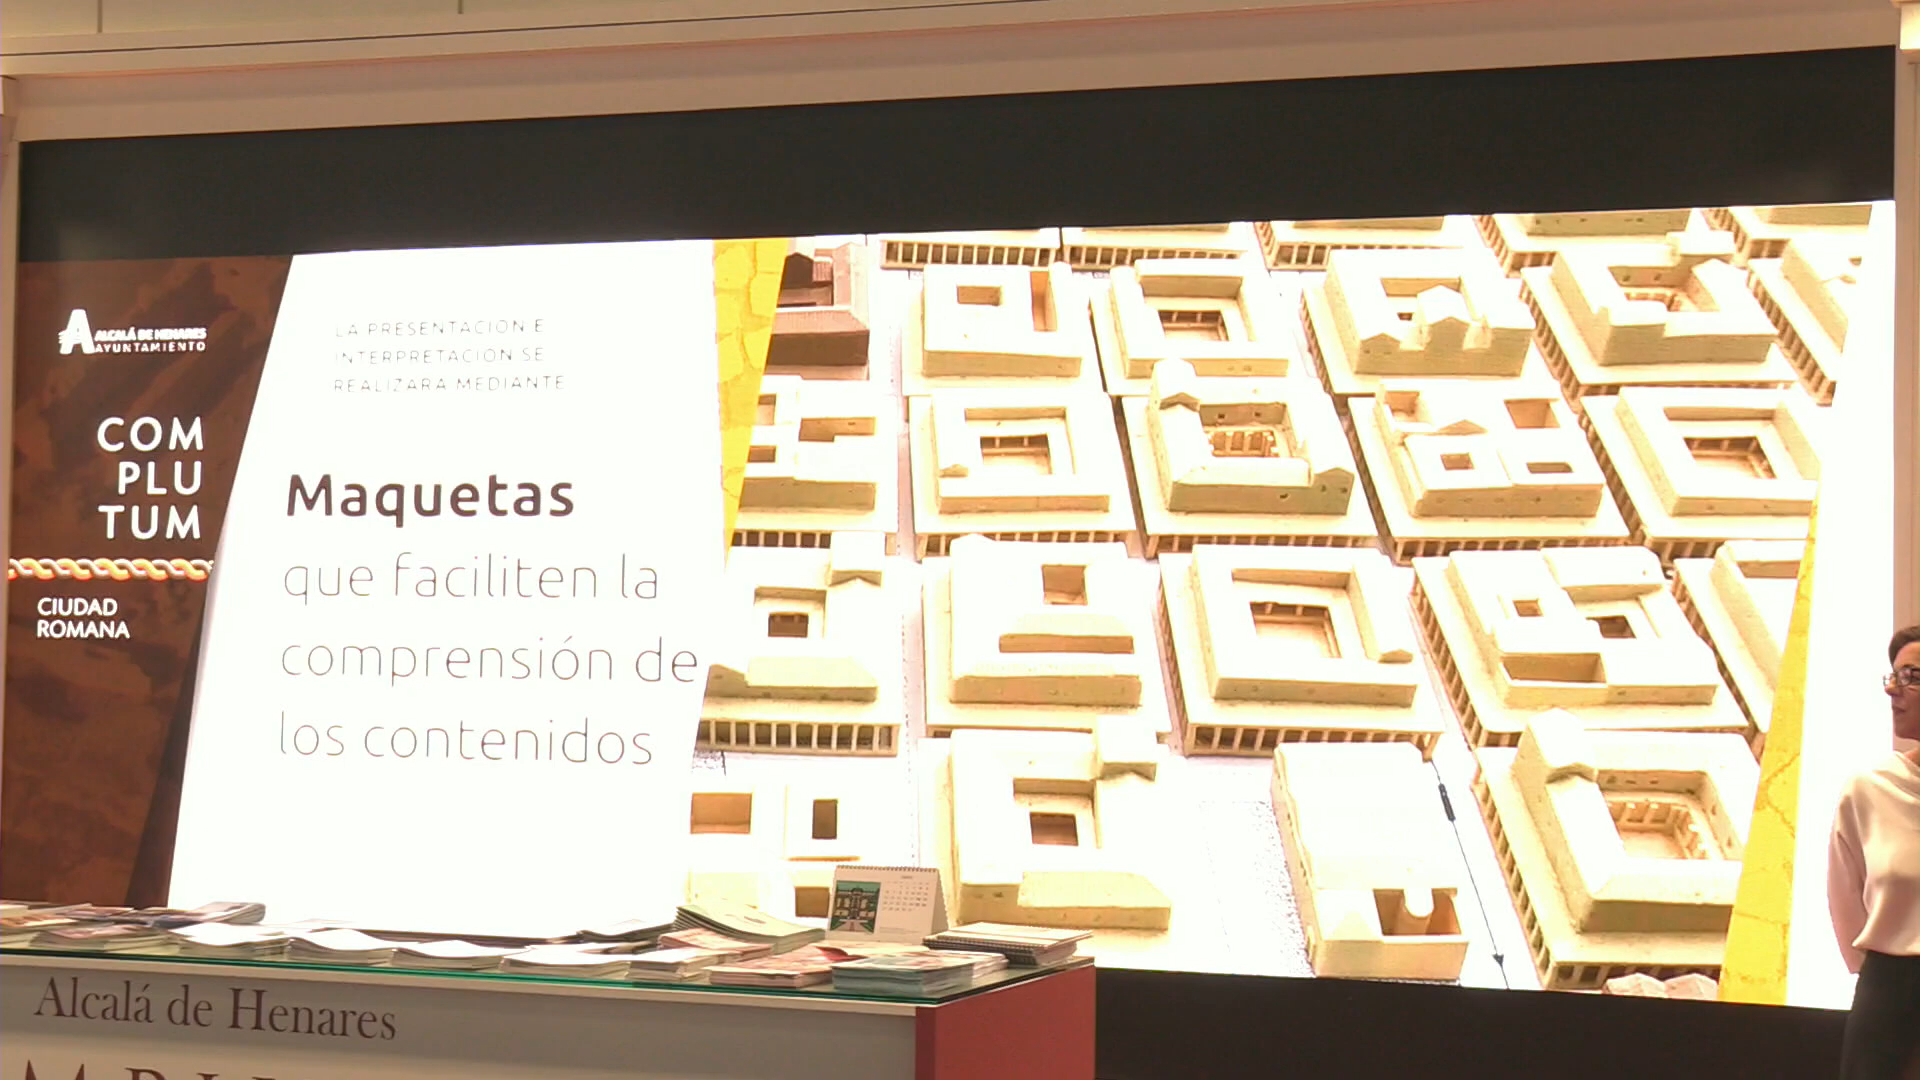 ALCALÁ DE HENARES
AYUNTAMIENTO
COM
PLU
TUM
CIUDAD
ROMANA
LA PRESENTACION E
INTERPRETACION SE
REALIZARA MEDIANTE
Maquetas
que faciliten la
comprensión de
los contenidos
Alcalá de Henares